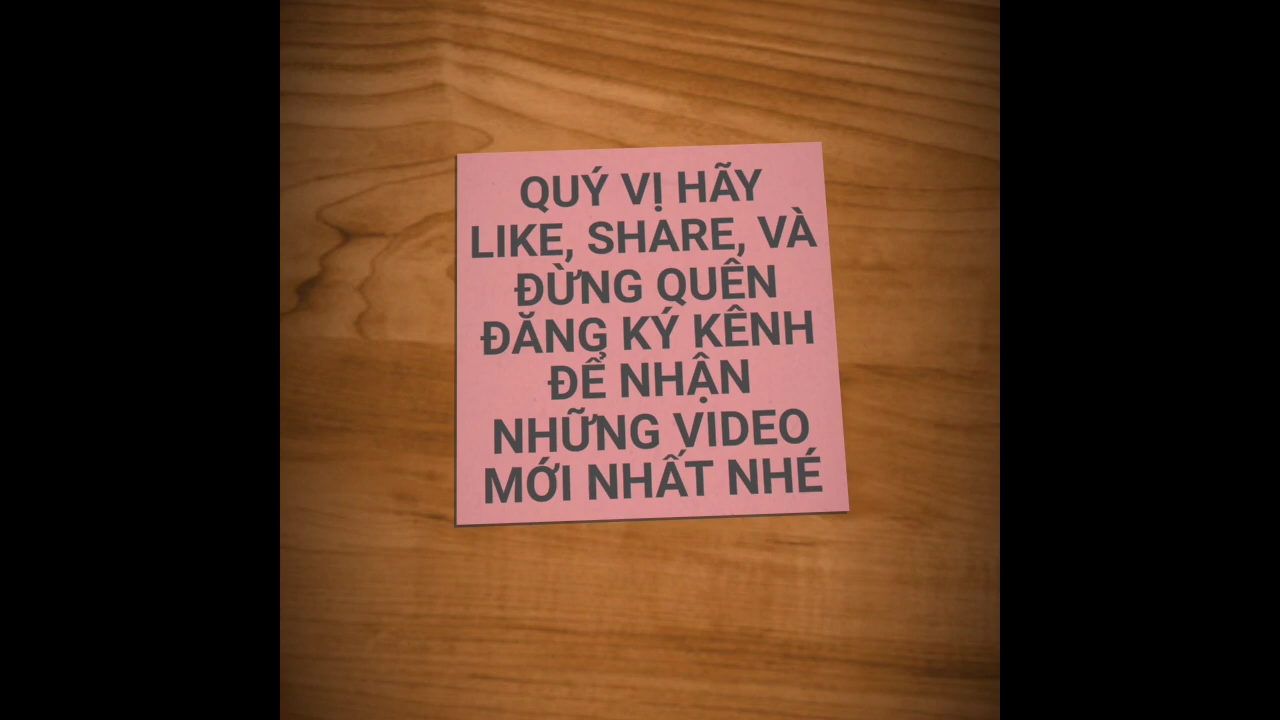 QUÝ VỊ HÃY
LIKE, SHARE, VÀ
ĐỪNG QUÊN
ĐĂNG KÝ KÊNH
ĐỂ NHẬN
NHỮNG VIDEO
MỚI NHẤT NHÉ